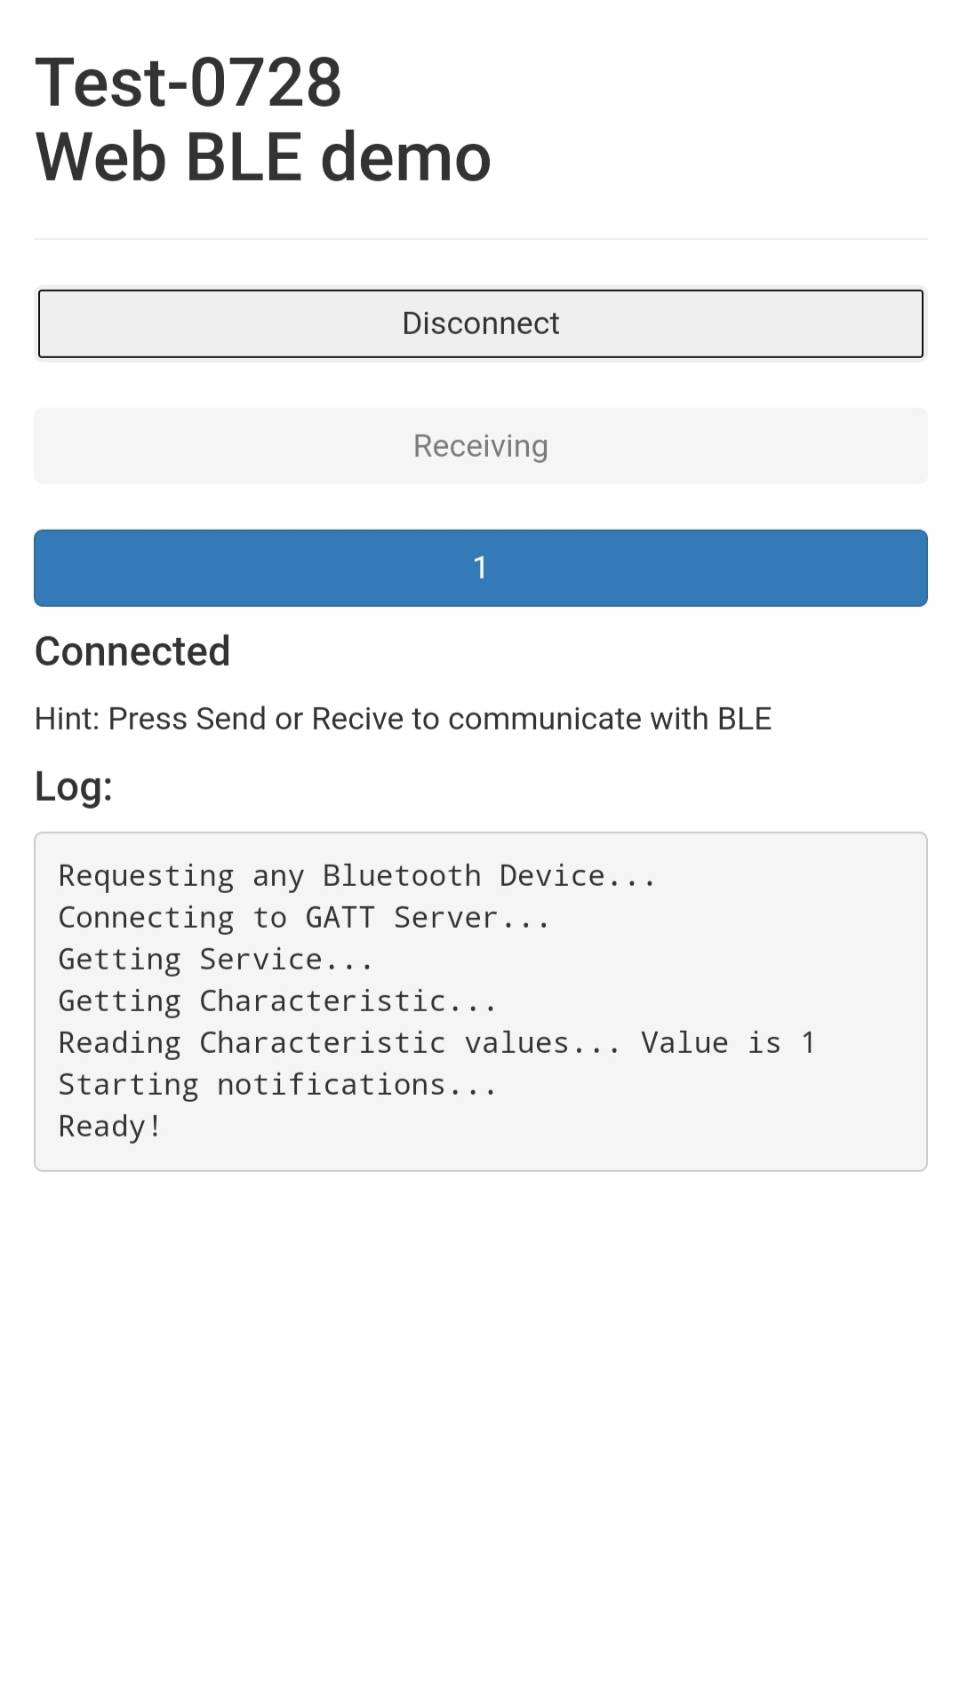 Test-0728
Web BLE demo
Disconnect
Receiving
1
Connected
Hint: Press Send or Recive to communicate with BLE
Log:
Requesting any Bluetooth Device...
Connecting to GATT Server...
Getting Service...
Getting Characteristic...
Reading Characteristic values... Value is 1
Starting notifications...
Ready!